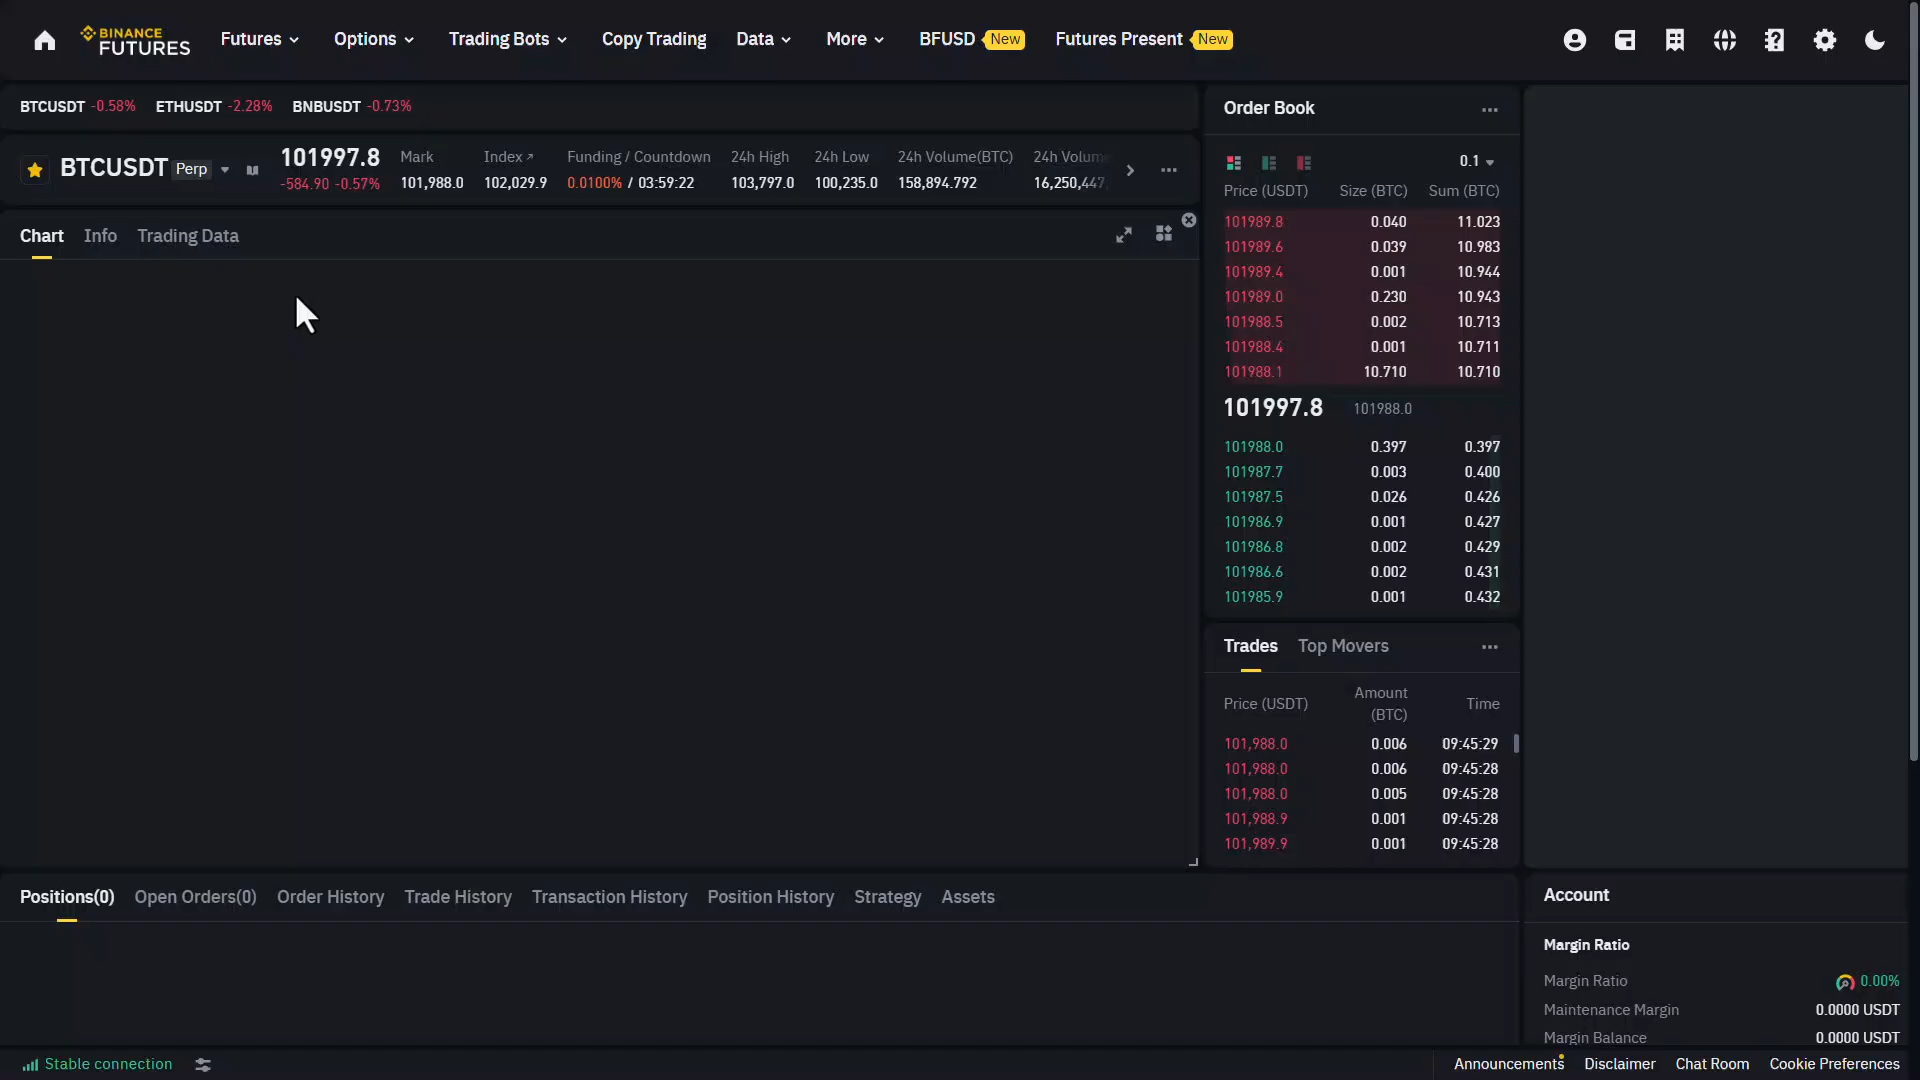 BINANCE FUTURES Futures Options Trading Bots Copy Trading Data More BFUSD New Futures Present New
BTCUSDT -0.58% ETHUSDT -2.28% BNBUSDT -0.73%
BTCUSDT Perp
101997.8
-584.90 -0.57%
Mark
101,988.0
Index
102,029.9
Funding / Countdown
0.0100% / 03:59:22
24h High
103,797.0
24h Low
100,235.0
24h Volume(BTC)
158,894.792
24h Volum
16,250,447,
Chart Info Trading Data
Order Book
0.1
Price (USDT) Size (BTC) Sum (BTC)
101989.8 0.040 11.023
101989.6 0.039 10.983
101989.4 0.001 10.944
101989.0 0.230 10.943
101988.5 0.002 10.713
101988.4 0.001 10.711
101988.1 10.710 10.710
101997.8 101988.0
101988.0 0.397 0.397
101987.7 0.003 0.400
101987.5 0.026 0.426
101986.9 0.001 0.427
101986.8 0.002 0.429
101986.6 0.002 0.431
101985.9 0.001 0.432
Trades Top Movers
Price (USDT) Amount (BTC) Time
101,988.0 0.006 09:45:29
101,988.0 0.006 09:45:28
101,988.0 0.005 09:45:28
101,988.9 0.001 09:45:28
101,989.9 0.001 09:45:28
Positions(0) Open Orders(0) Order History Trade History Transaction History Position History Strategy Assets
Account
Margin Ratio
Margin Ratio 0.00%
Maintenance Margin 0.0000 USDT
Margin Balance 0.0000 USDT
Stable connection
Announcements Disclaimer Chat Room Cookie Preferences